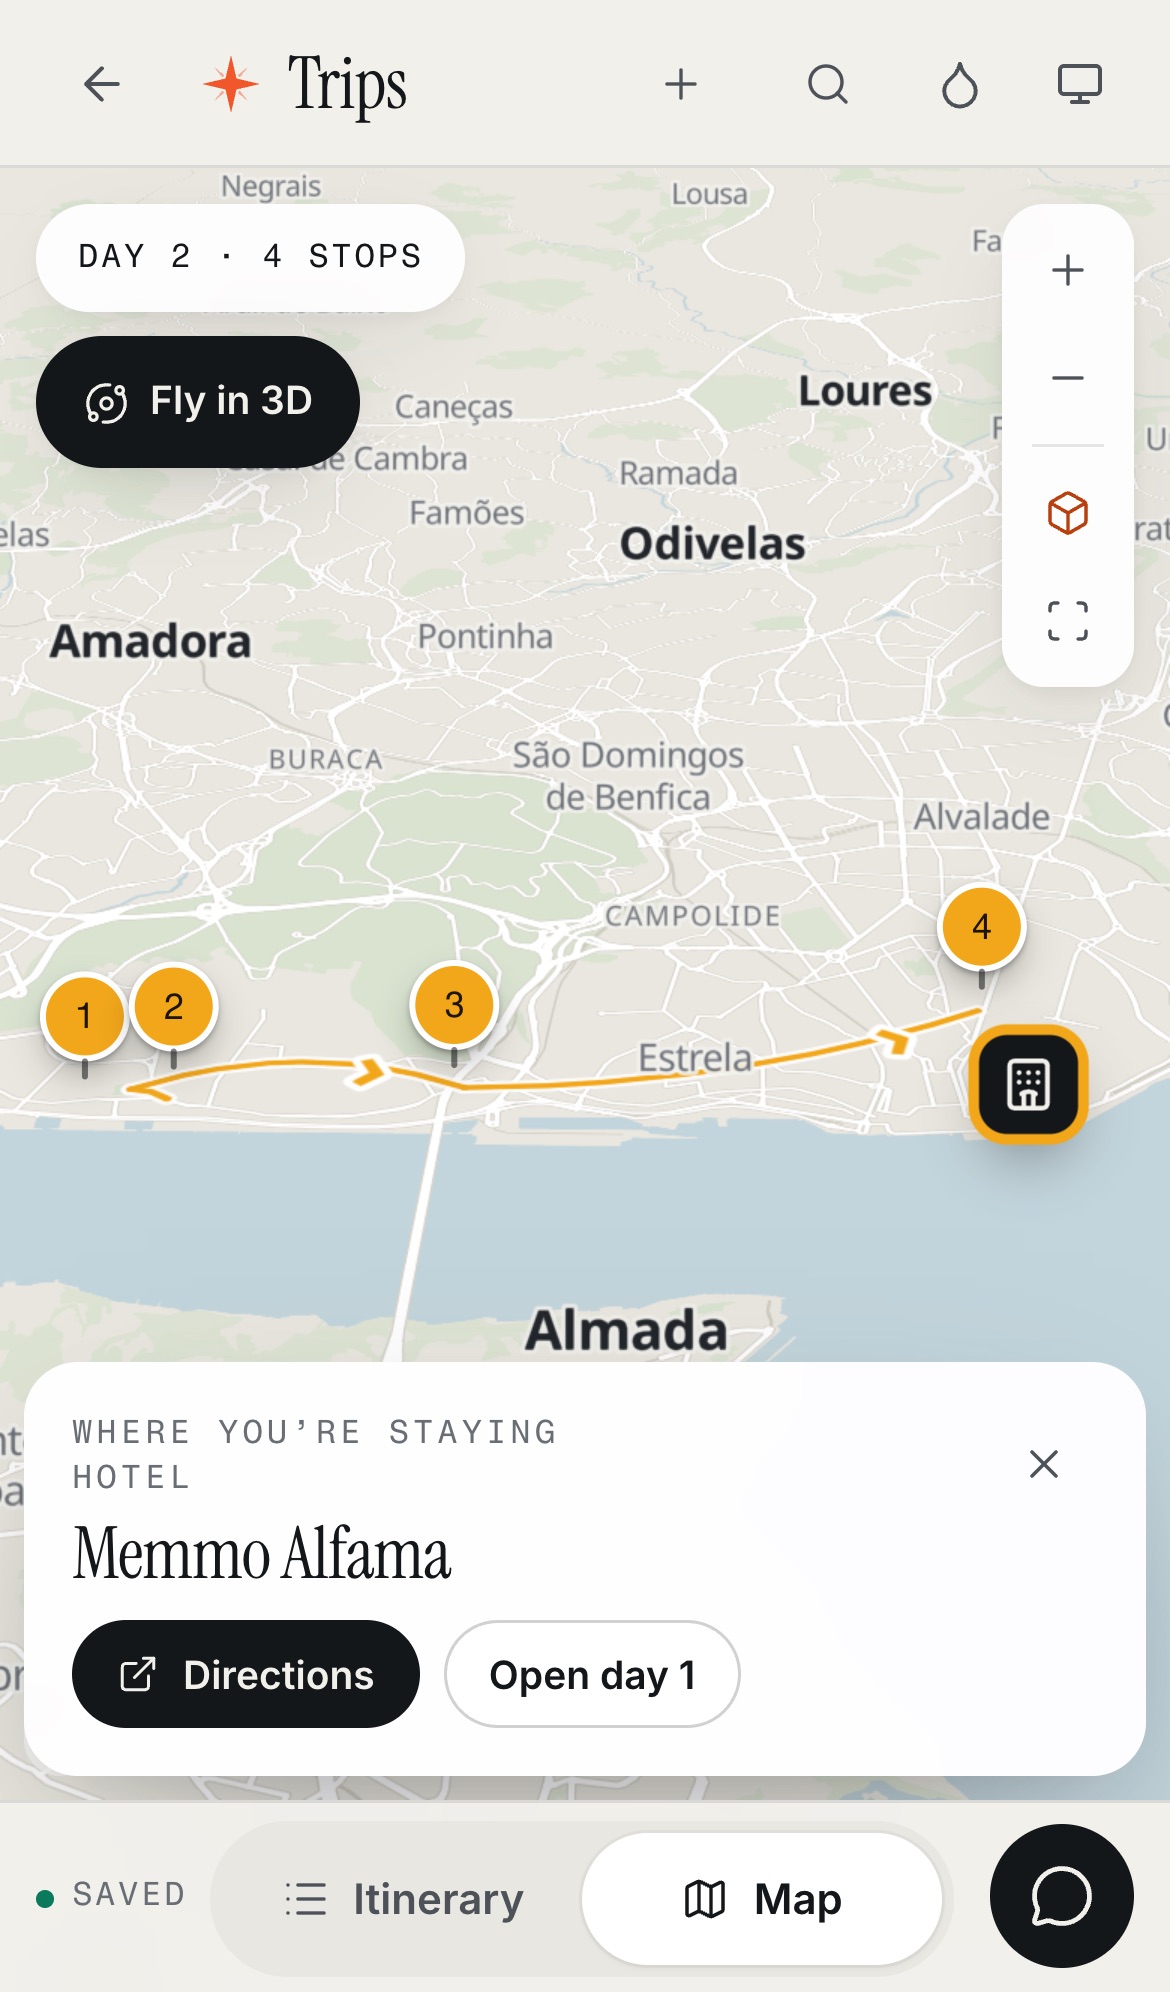 Trips
Negrais
Lousa
DAY 2 · 4 STOPS
Fly in 3D
Loures
Caneças
de Cambra
Ramada
Famões
Odivelas
Amadora
Pontinha
BURACA
São Domingos
de Benfica
Alvalade
CAMPOLIDE
4
1
2
3
Estrela
Almada
WHERE YOU’RE STAYING
HOTEL
Memmo Alfama
Directions
Open day 1
SAVED
Itinerary
Map